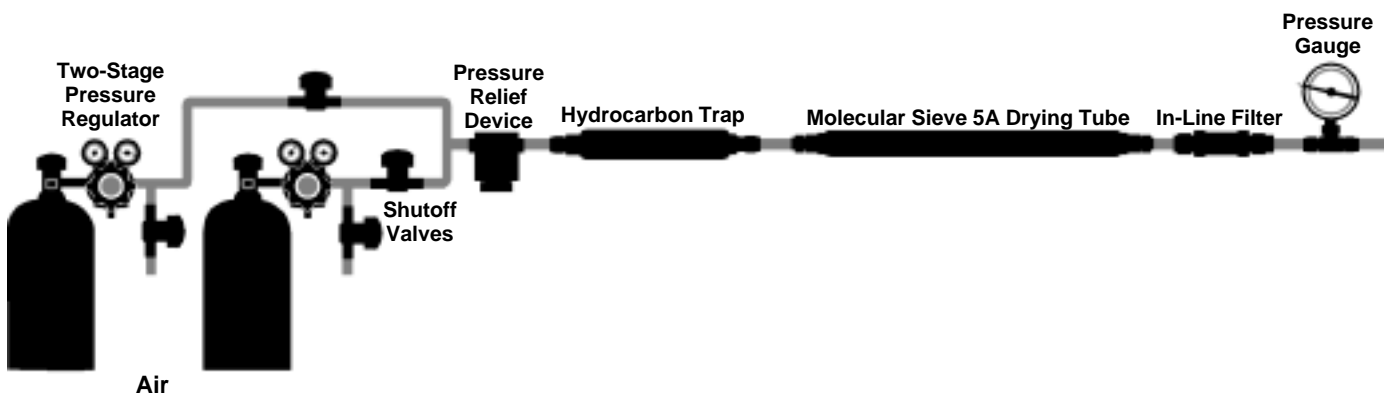 Two-Stage
Pressure
Regulator
Pressure
Relief
Device
Hydrocarbon Trap
Molecular Sieve 5A Drying Tube
In-Line Filter
Pressure
Gauge
Shutoff
Valves
Air